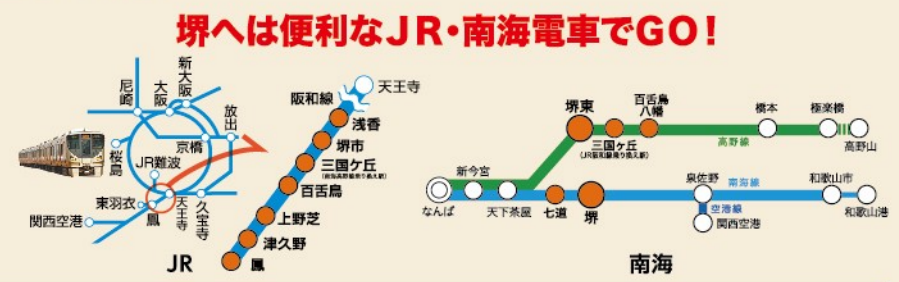 堺へは便利なJR・南海電車でGO!
尼崎
大阪
新大阪
放出
京橋
桜島
JR難波
東羽衣
鳳
天王寺
久宝寺
関西空港
JR
阪和線
天王寺
浅香
堺市
三国ケ丘
(南海高野線乗り換え駅)
百舌鳥
上野芝
津久野
鳳
堺東
三国ケ丘
(JR阪和線乗り換え駅)
百舌鳥
八幡
橋本
極楽橋
高野山
高野線
なんば
新今宮
天下茶屋
七道
堺
泉佐野
南海線
空港線
関西空港
和歌山市
和歌山港
南海